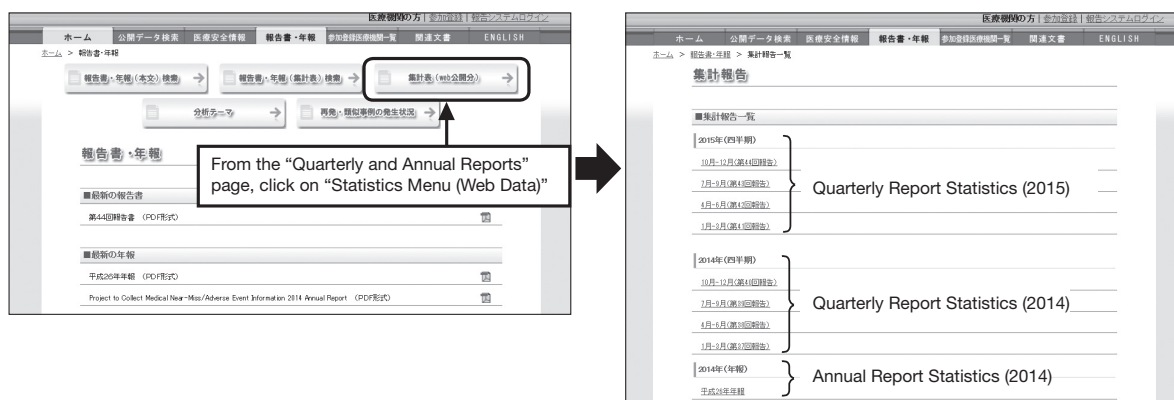 医療機関の方 | 参加登録 | 報告システムログイン
ホーム 公開データ検索 医療安全情報 報告書・年報 参加登録医療機関一覧 関連文書 ENGLISH
ホーム > 報告書・年報
報告書・年報(本文)検索 → 報告書・年報(集計表)検索 → 集計表(web公開分) →
分析テーマ → 再発・類似事例の発生状況 →
報告書・年報
From the “Quarterly and Annual Reports”
page, click on “Statistics Menu (Web Data)”
■最新の報告書
第44回報告書 (PDF形式)
■最新の年報
平成26年年報 (PDF形式)
Project to Collect Medical Near-Miss/Adverse Event Information 2014 Annual Report (PDF形式)
医療機関の方 | 参加登録 | 報告システムログイン
ホーム 公開データ検索 医療安全情報 報告書・年報 参加登録医療機関一覧 関連文書 ENGLISH
ホーム > 報告書・年報 > 集計報告一覧
集計報告
■集計報告一覧
2015年(四半期)
10月-12月(第44回報告)
7月-9月(第43回報告)
4月-6月(第42回報告)
1月-3月(第41回報告)
Quarterly Report Statistics (2015)
2014年(四半期)
10月-12月(第40回報告)
7月-9月(第39回報告)
4月-6月(第38回報告)
1月-3月(第37回報告)
Quarterly Report Statistics (2014)
2014年(年報)
平成26年年報
Annual Report Statistics (2014)